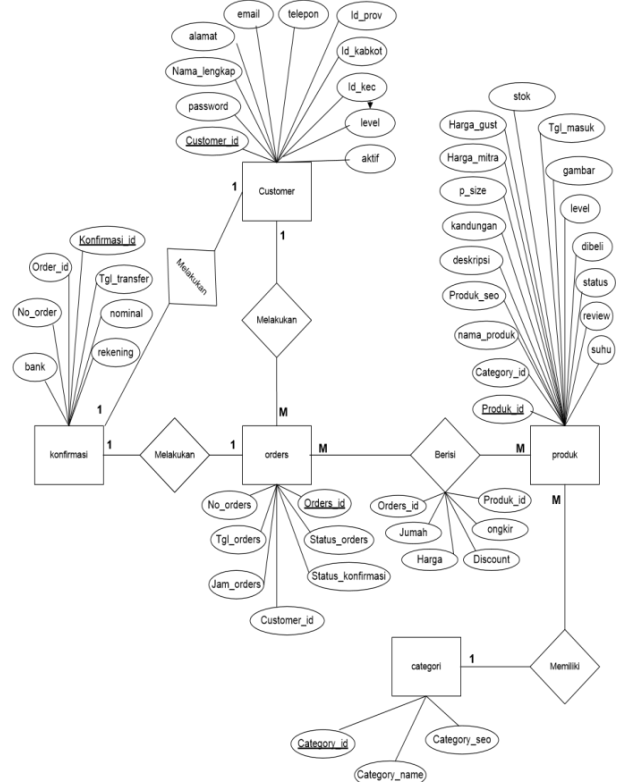 email
telepon
Id_prov
alamat
Id_kabkot
Nama_lengkap
Id_kec
password
level
Customer_id
aktif
Customer
1
1
1
Melakukan
Melakukan
M
stok
Harga_gust
Tgl_masuk
Harga_mitra
gambar
p_size
level
kandungan
dibeli
deskripsi
status
Produk_seo
review
nama_produk
suhu
Category_id
Produk_id
Konfirmasi_id
Order_id
Tgl_transfer
No_order
nominal
rekening
bank
konfirmasi
1
Melakukan
1
orders
M
Berisi
M
produk
M
No_orders
Orders_id
Tgl_orders
Status_orders
Jam_orders
Status_konfirmasi
Customer_id
Orders_id
Produk_id
Jumah
ongkir
Harga
Discount
categori
1
Memiliki
Category_id
Category_seo
Category_name